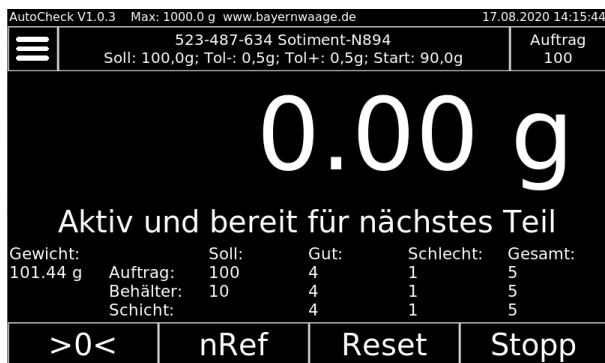 AutoCheck V1.0.3 Max: 1000.0 g www.bayernwaage.de 17.08.2020 14:15:44
523-487-634 Sotiment-N894
Soll: 100,0g; Tol-: 0,5g; Tol+: 0,5g; Start: 90,0g
Auftrag
100
0.00 g
Aktiv und bereit für nächstes Teil
Gewicht: Soll: Gut: Schlecht: Gesamt:
101.44 g Auftrag: 100 4 1 5
Behälter: 10 4 1 5
Schicht: 4 1 5
>0< nRef Reset Stopp